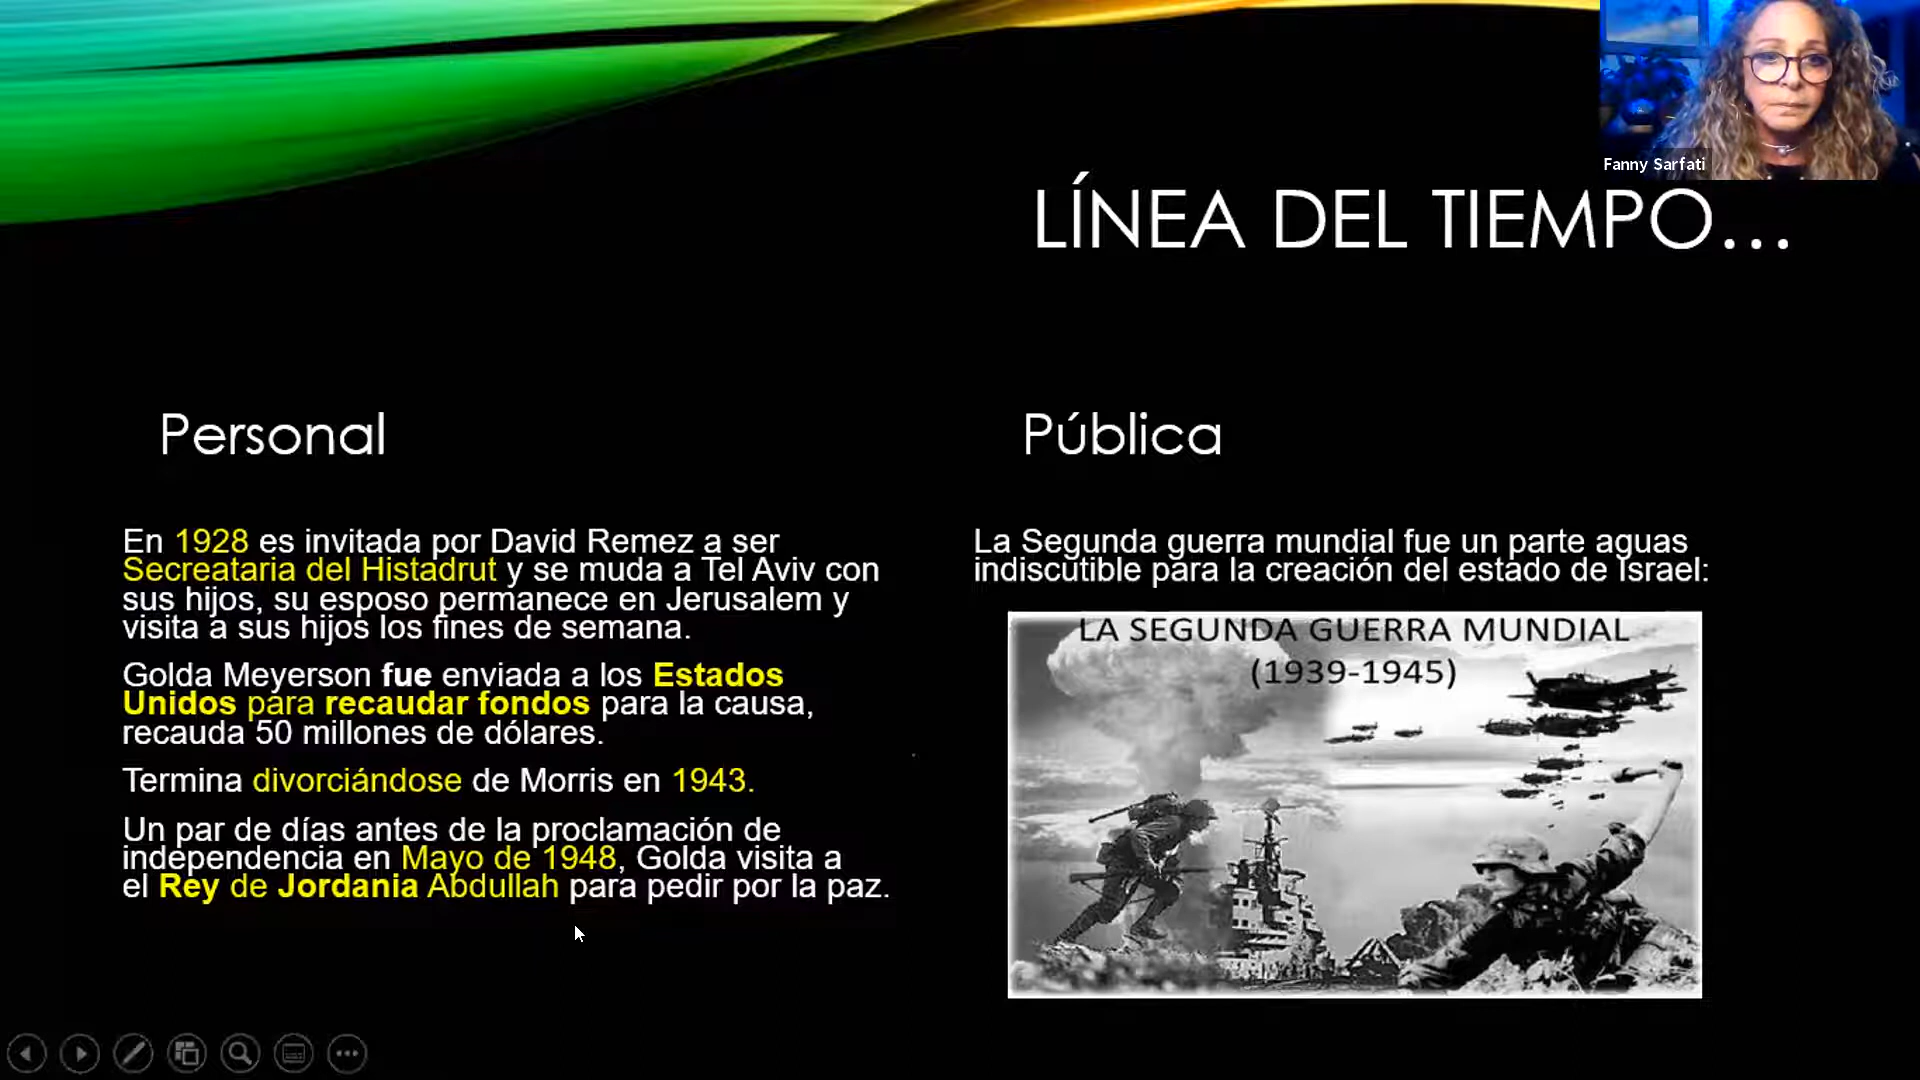 Fanny Sarfati
LÍNEA DEL TIEMPO...
Personal
En 1928 es invitada por David Remez a ser
Secreataria del Histadrut y se muda a Tel Aviv con
sus hijos, su esposo permanece en Jerusalem y
visita a sus hijos los fines de semana.
Golda Meyerson fue enviada a los Estados
Unidos para recaudar fondos para la causa,
recauda 50 millones de dólares.
Termina divorciándose de Morris en 1943.
Un par de días antes de la proclamación de
independencia en Mayo de 1948, Golda visita a
el Rey de Jordania Abdullah para pedir por la paz.
Pública
La Segunda guerra mundial fue un parte aguas
indiscutible para la creación del estado de Israel:
LA SEGUNDA GUERRA MUNDIAL
(1939-1945)